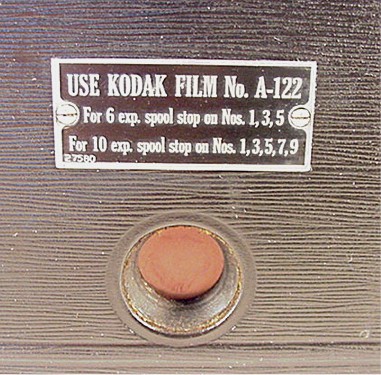 USE KODAK FILM No. A-122
For 6 exp. spool stop on Nos. 1, 3, 5
For 10 exp. spool stop on Nos. 1, 3, 5, 7, 9
27580